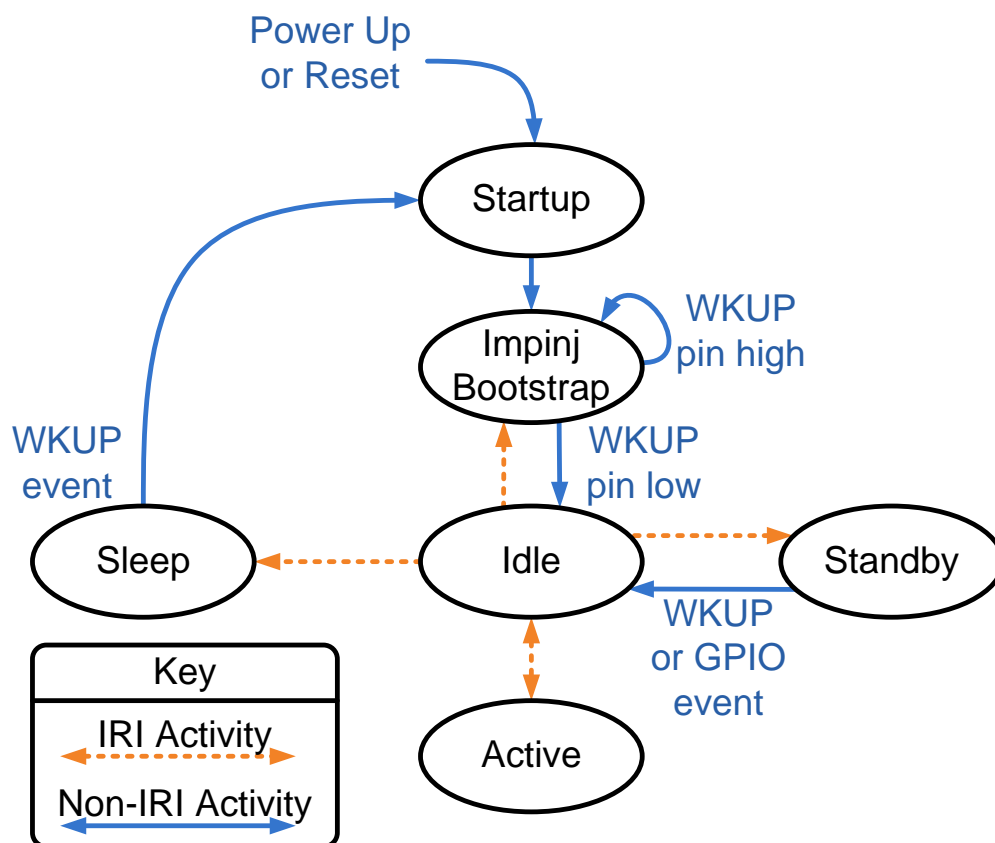 Power Up
or Reset
Startup
WKUP
pin high
Impinj
Bootstrap
WKUP
event
WKUP
pin low
Sleep
Idle
Standby
WKUP
or GPIO
event
Key
IRI Activity
Non-IRI Activity
Active